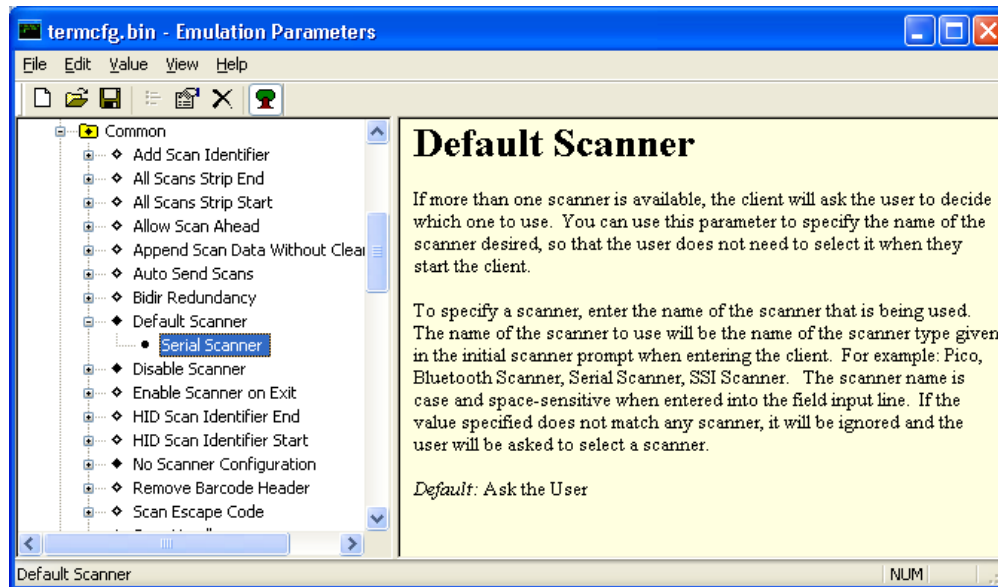 termcfg.bin - Emulation Parameters
File Edit Value View Help
Common
Add Scan Identifier
All Scans Strip End
All Scans Strip Start
Allow Scan Ahead
Append Scan Data Without Clear
Auto Send Scans
Bidir Redundancy
Default Scanner
Serial Scanner
Disable Scanner
Enable Scanner on Exit
HID Scan Identifier End
HID Scan Identifier Start
No Scanner Configuration
Remove Barcode Header
Scan Escape Code
Default Scanner
If more than one scanner is available, the client will ask the user to decide
which one to use. You can use this parameter to specify the name of the
scanner desired, so that the user does not need to select it when they
start the client.
To specify a scanner, enter the name of the scanner that is being used.
The name of the scanner to use will be the name of the scanner type given
in the initial scanner prompt when entering the client. For example: Pico,
Bluetooth Scanner, Serial Scanner, SSI Scanner. The scanner name is
case and space-sensitive when entered into the field input line. If the
value specified does not match any scanner, it will be ignored and the
user will be asked to select a scanner.
Default: Ask the User
Default Scanner
NUM